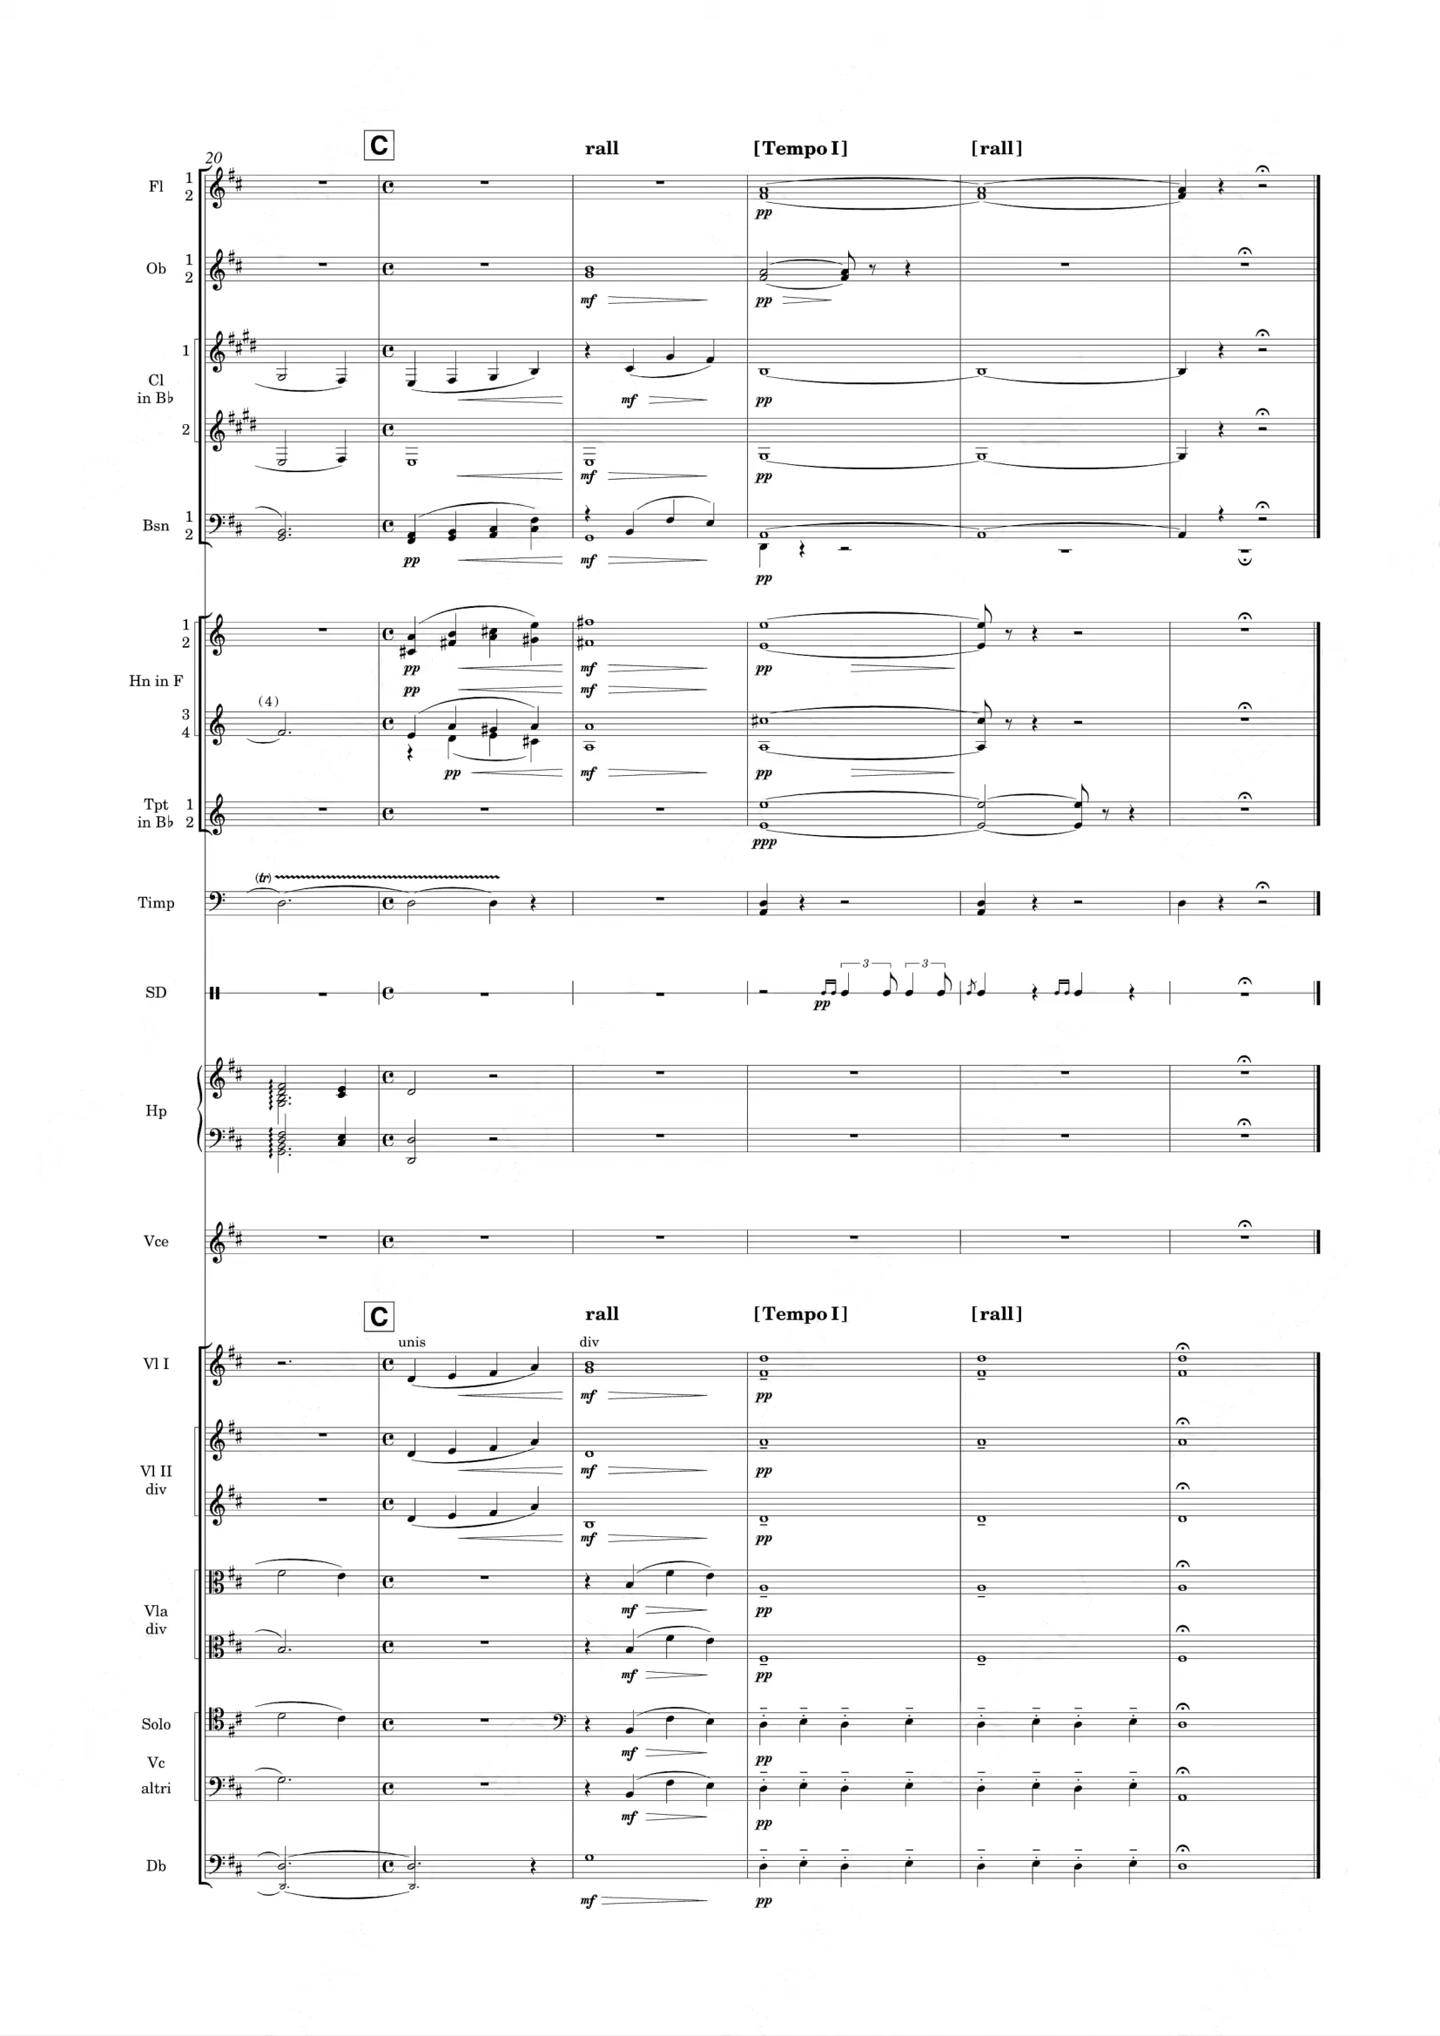 C rall [Tempo I] [rall]
20
Fl 1 2
pp
Ob 1 2
mf pp
1
mf pp
Cl in B♭
2
mf pp
Bsn 1 2
pp mf pp
1 2
pp mf pp
Hn in F
pp mf
(4)
3 4
pp mf pp
Tpt in B♭ 1 2
ppp
(tr)
Timp
3 3
SD
pp
Hp
Vce
C rall [Tempo I] [rall]
unis div
Vl I
mf pp
mf pp
Vl II div
mf pp
mf pp
Vla div
mf pp
Solo
mf pp
Vc
altri
mf pp
Db
mf pp